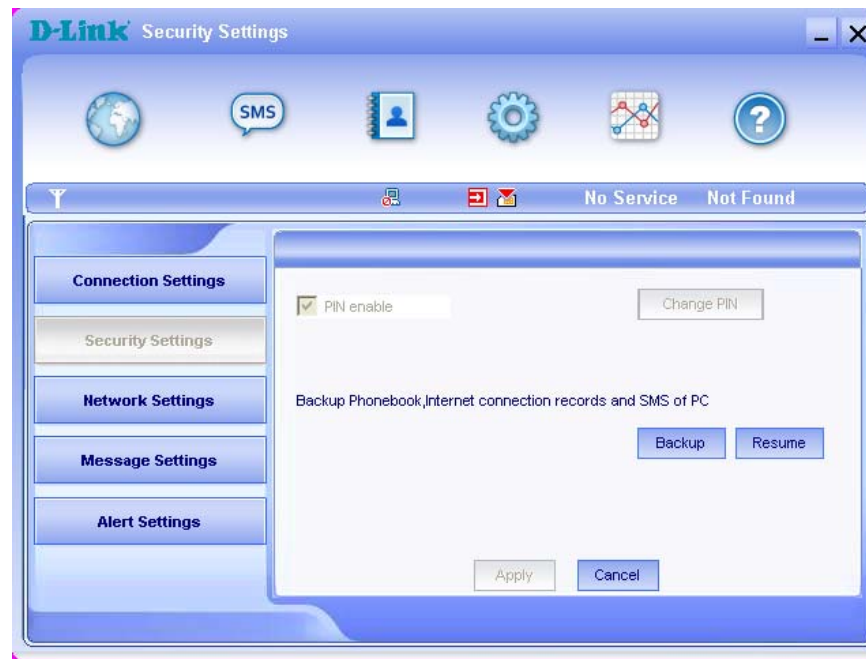 D-Link Security Settings
SMS
?
No Service Not Found
Connection Settings
Security Settings
Network Settings
Message Settings
Alert Settings
PIN enable
Change PIN
Backup Phonebook,Internet connection records and SMS of PC
Backup
Resume
Apply
Cancel